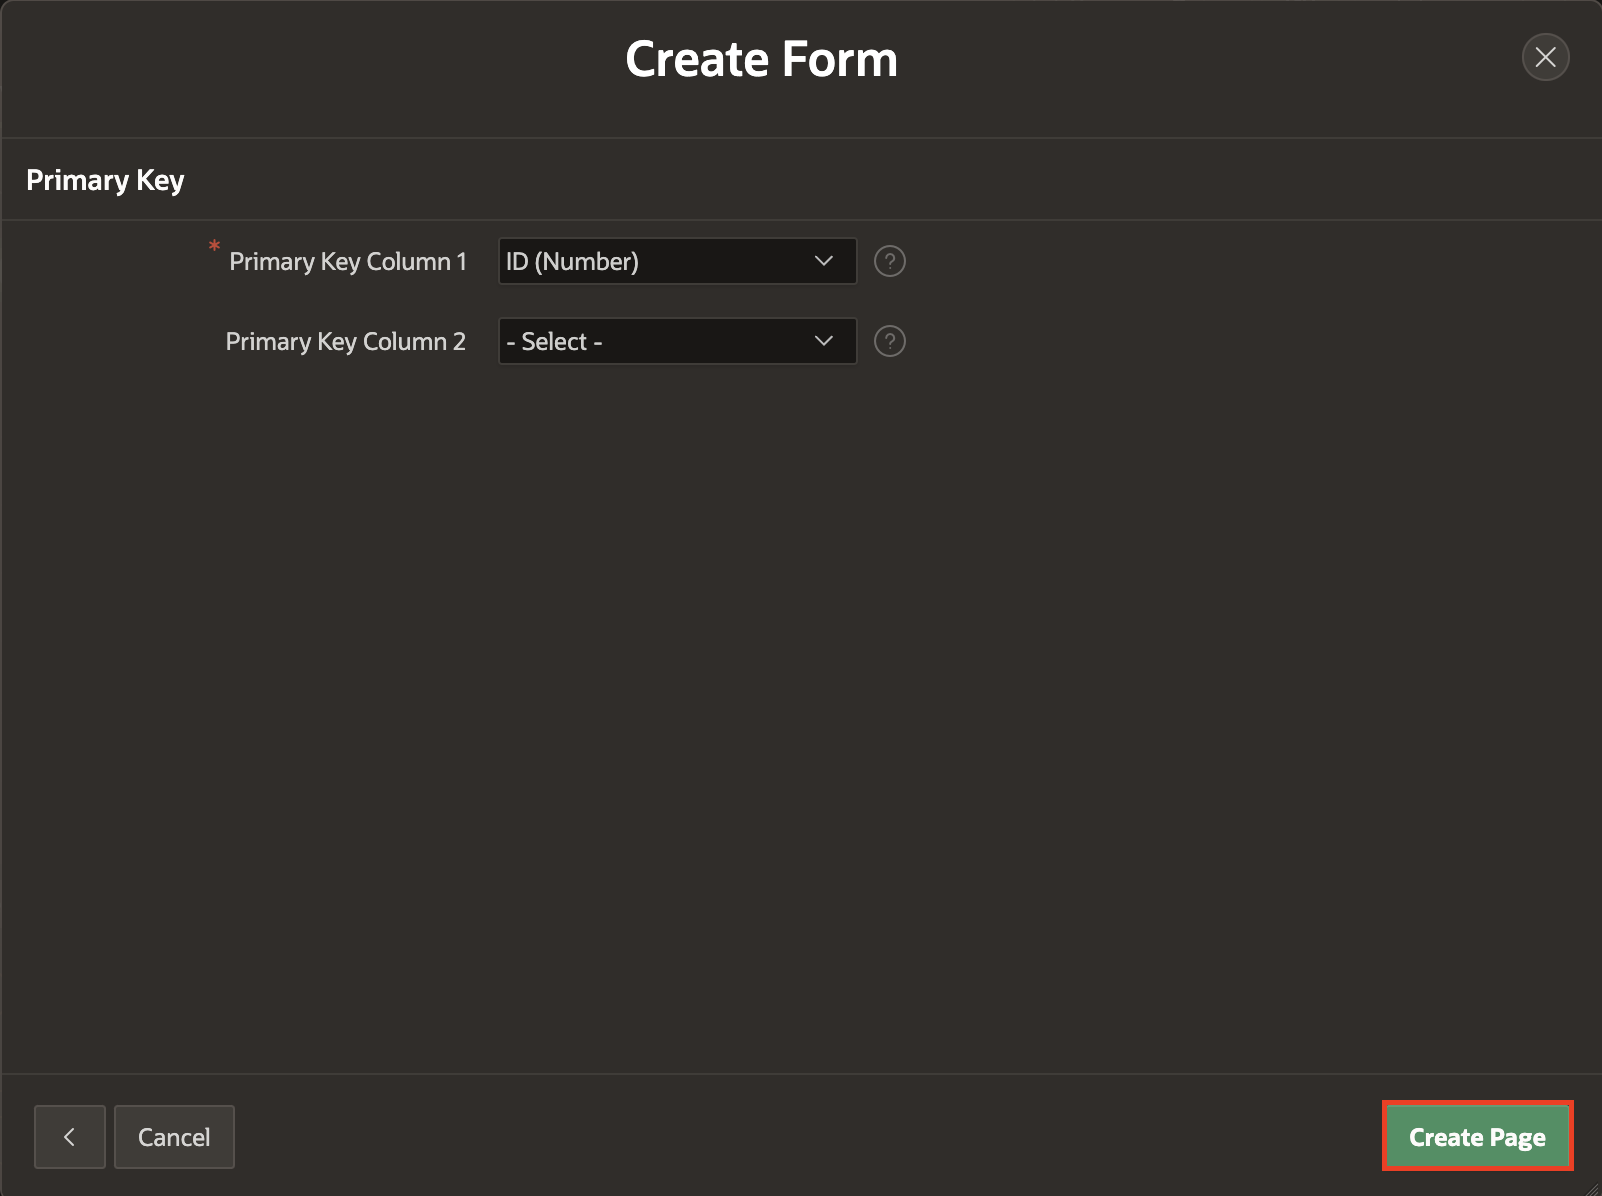 Create Form
Primary Key
* Primary Key Column 1 ID (Number) ?
Primary Key Column 2 - Select - ?
Cancel Create Page